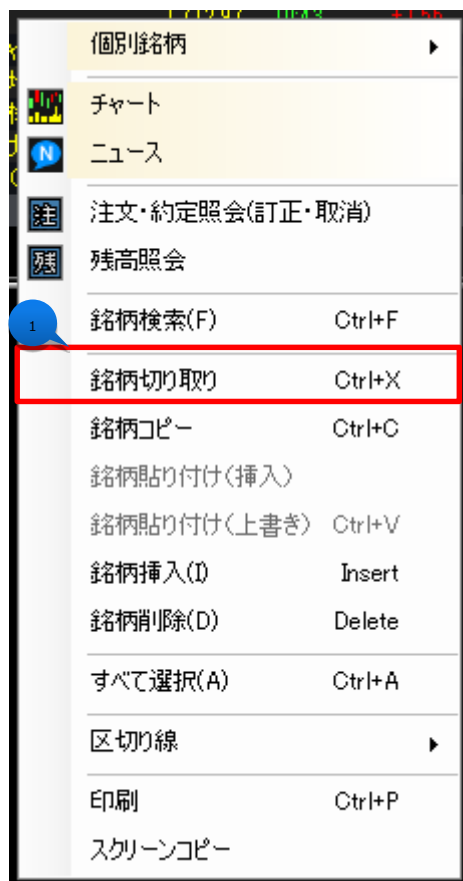 個別銘柄
チャート
N ニュース
注 注文・約定照会(訂正・取消)
残 残高照会
銘柄検索(F) Ctrl+F
1
銘柄切り取り Ctrl+X
銘柄コピー Ctrl+C
銘柄貼り付け(挿入)
銘柄貼り付け(上書き) Ctrl+V
銘柄挿入(I) Insert
銘柄削除(D) Delete
すべて選択(A) Ctrl+A
区切り線
印刷 Ctrl+P
スクリーンコピー